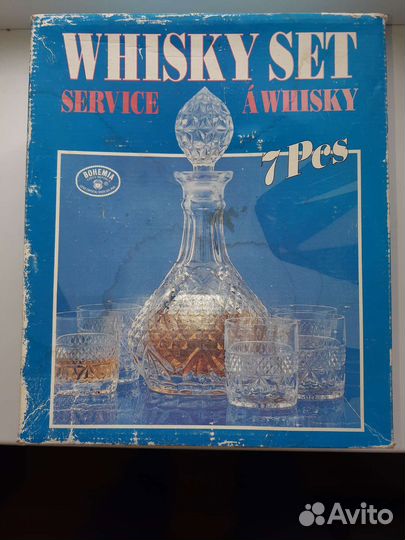 WHISKY SET
SERVICE Á WHISKY
7 Pcs
BOHEMIA
Avito